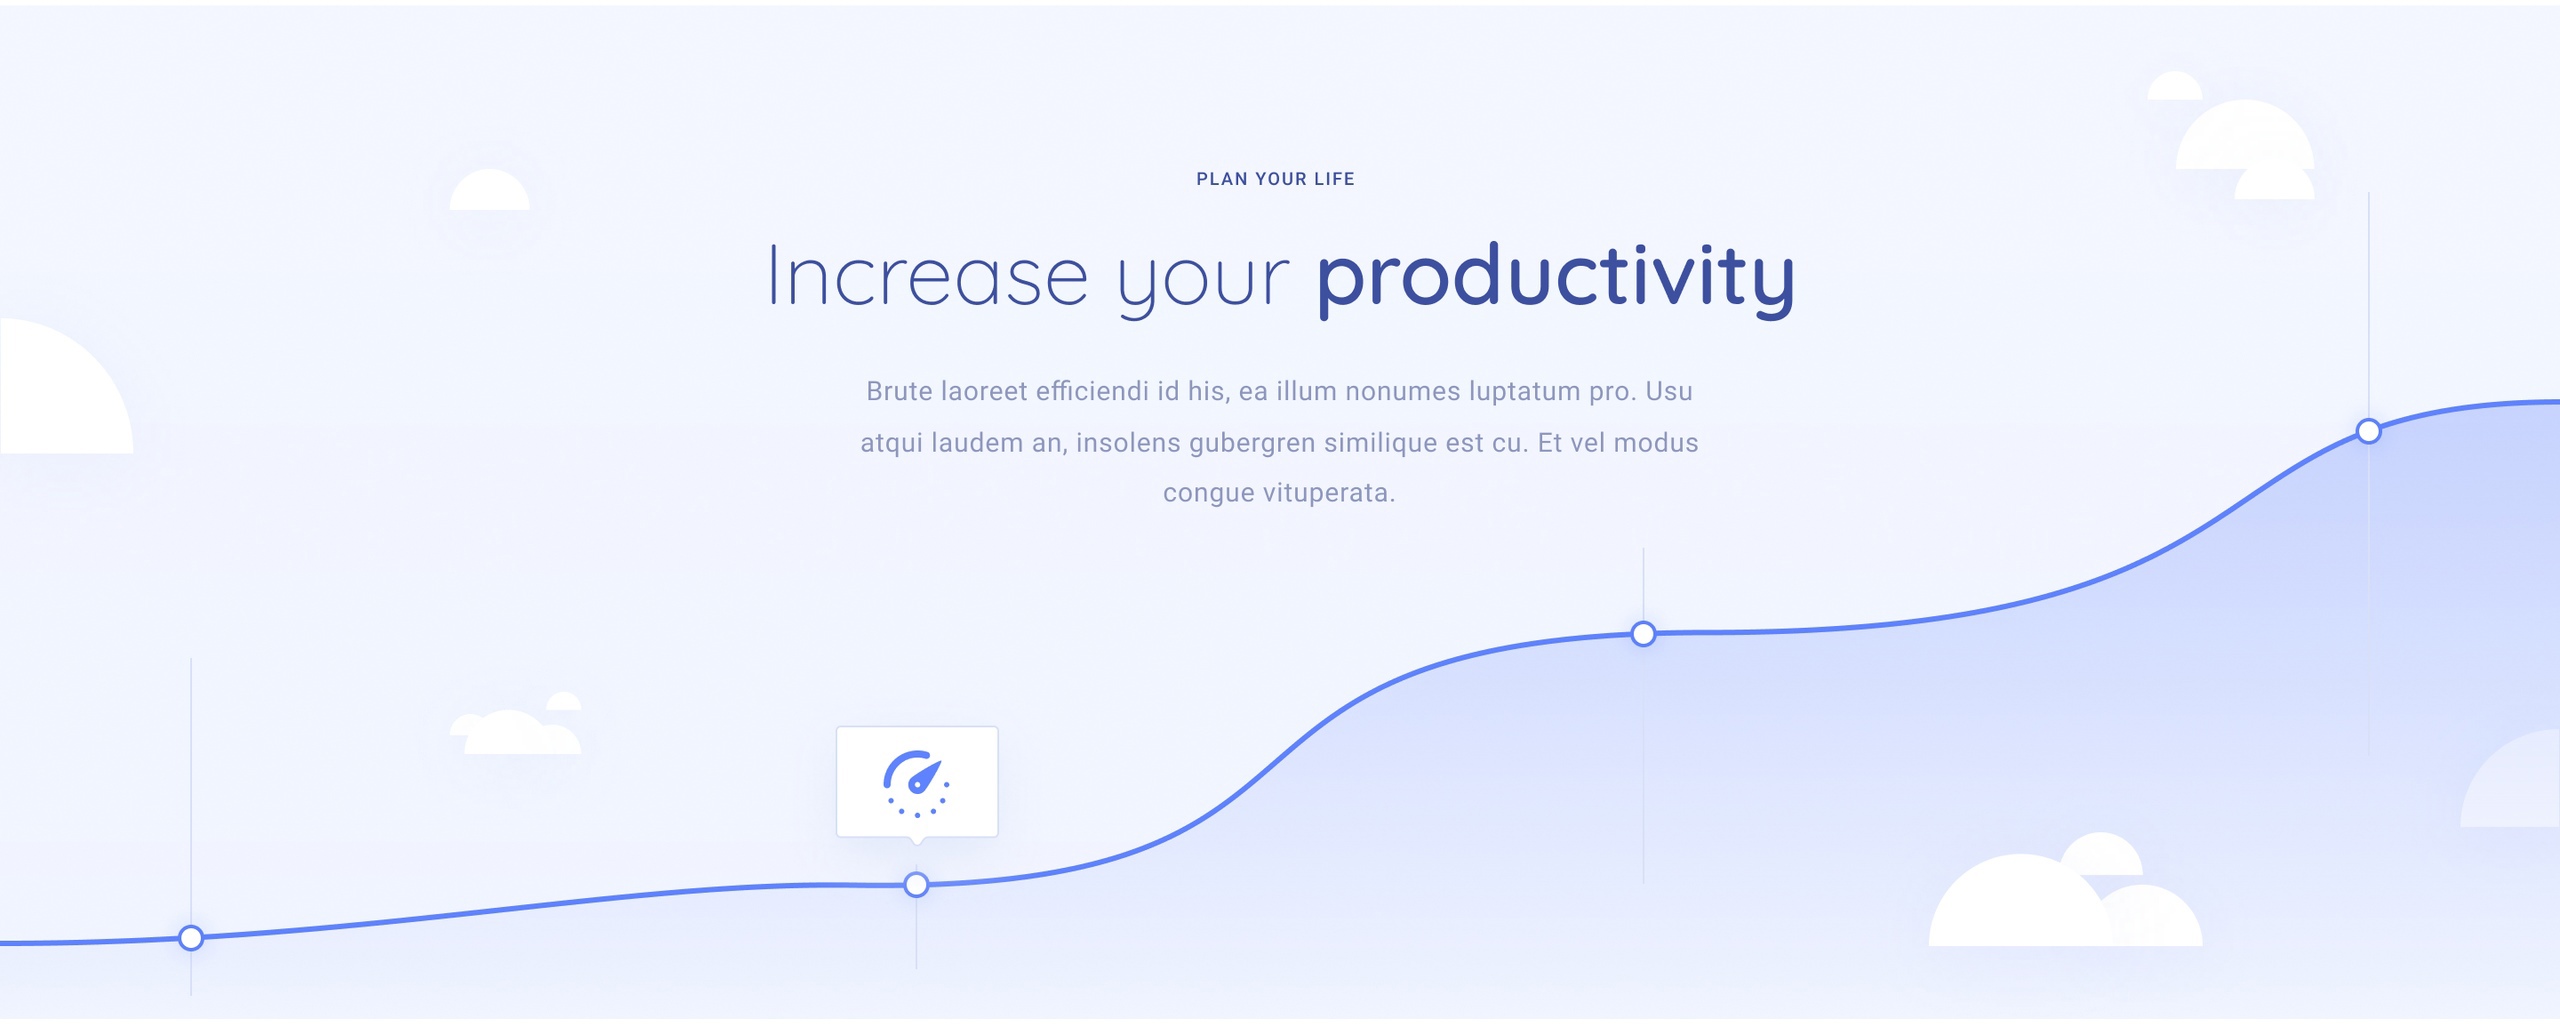 PLAN YOUR LIFE
Increase your productivity
Brute laoreet efficiendi id his, ea illum nonumes luptatum pro. Usu
atqui laudem an, insolens gubergren similique est cu. Et vel modus
congue vituperata.